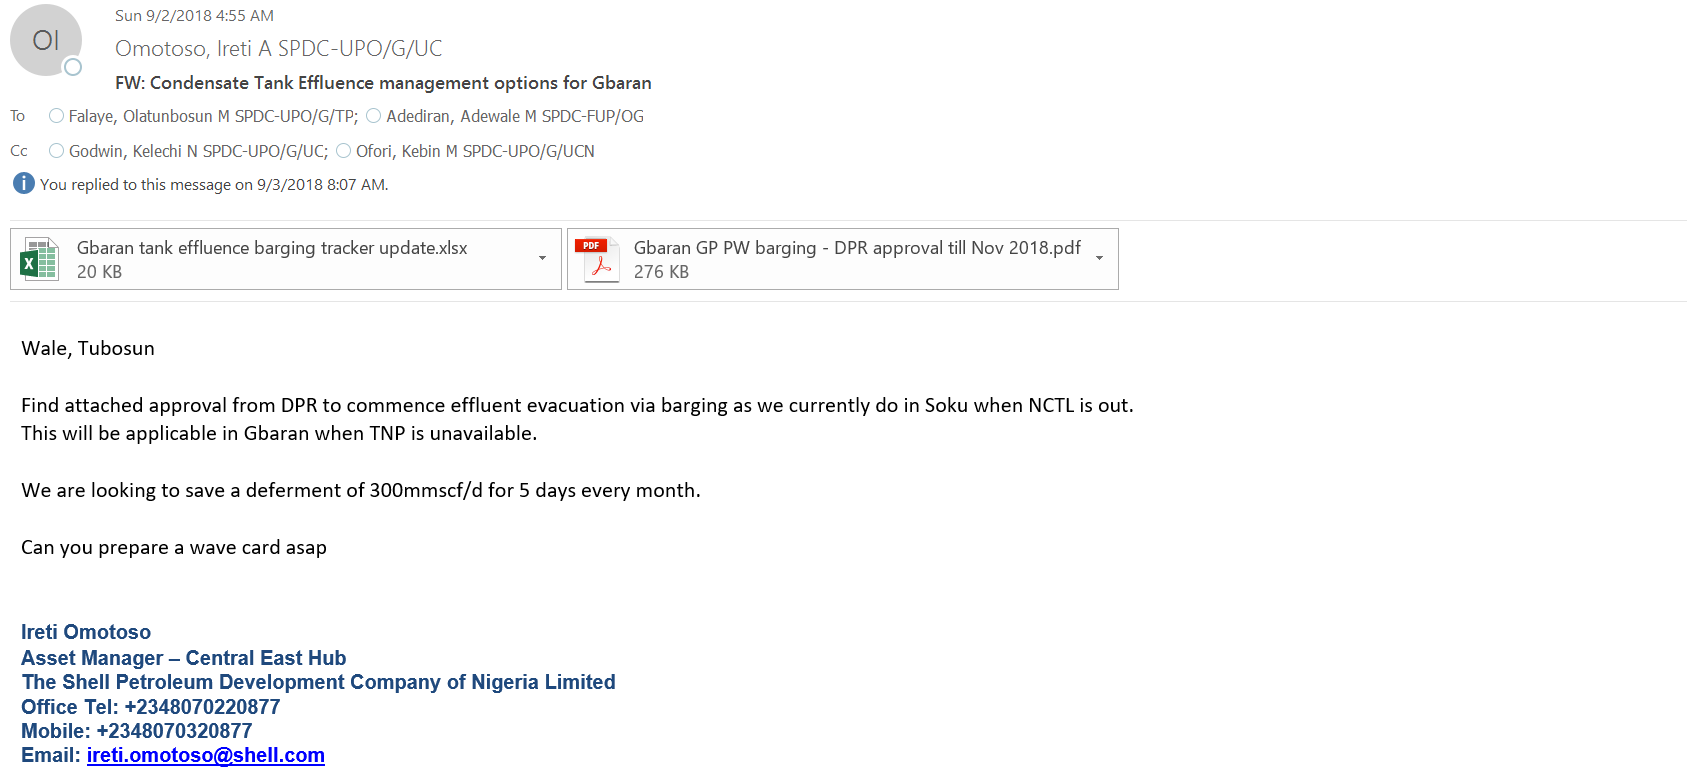 OI
Sun 9/2/2018 4:55 AM
Omotoso, Ireti A SPDC-UPO/G/UC
FW: Condensate Tank Effluence management options for Gbaran
To Falaye, Olatunbosun M SPDC-UPO/G/TP; Adediran, Adewale M SPDC-FUP/OG
Cc Godwin, Kelechi N SPDC-UPO/G/UC; Ofori, Kebin M SPDC-UPO/G/UCN
i You replied to this message on 9/3/2018 8:07 AM.
X Gbaran tank effluence barging tracker update.xlsx
20 KB
PDF Gbaran GP PW barging - DPR approval till Nov 2018.pdf
276 KB
Wale, Tubosun
Find attached approval from DPR to commence effluent evacuation via barging as we currently do in Soku when NCTL is out.
This will be applicable in Gbaran when TNP is unavailable.
We are looking to save a deferment of 300mmscf/d for 5 days every month.
Can you prepare a wave card asap
Ireti Omotoso
Asset Manager – Central East Hub
The Shell Petroleum Development Company of Nigeria Limited
Office Tel: +2348070220877
Mobile: +2348070320877
Email: ireti.omotoso@shell.com